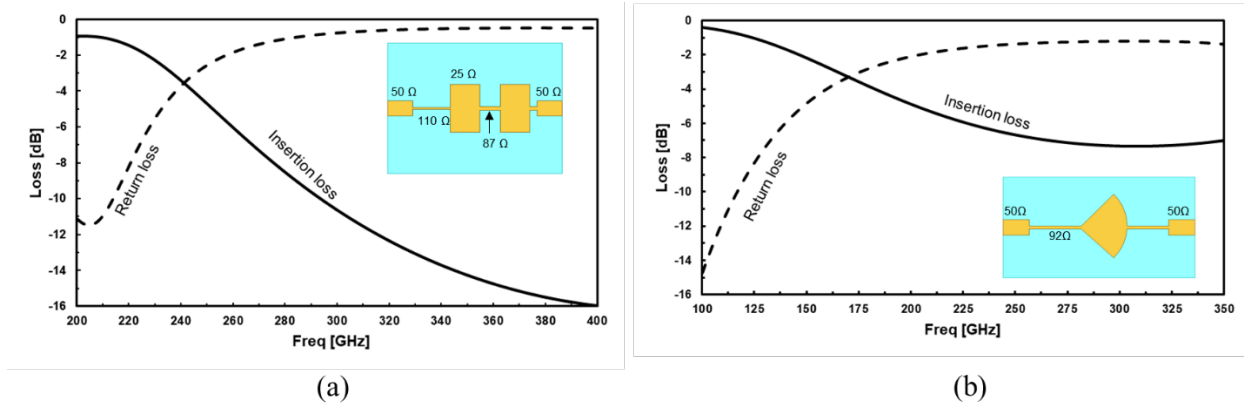 0
-2
-4
-6
-8
-10
-12
-14
-16
Loss [dB]
200 220 240 260 280 300 320 340 360 380 400
Freq [GHz]
Return loss
Insertion loss
25 Ω
50 Ω
50 Ω
110 Ω
87 Ω
(a)
0
-2
-4
-6
-8
-10
-12
-14
-16
Loss [dB]
100 125 150 175 200 225 250 275 300 325 350
Freq [GHz]
Insertion loss
Return loss
50Ω
50Ω
92Ω
(b)